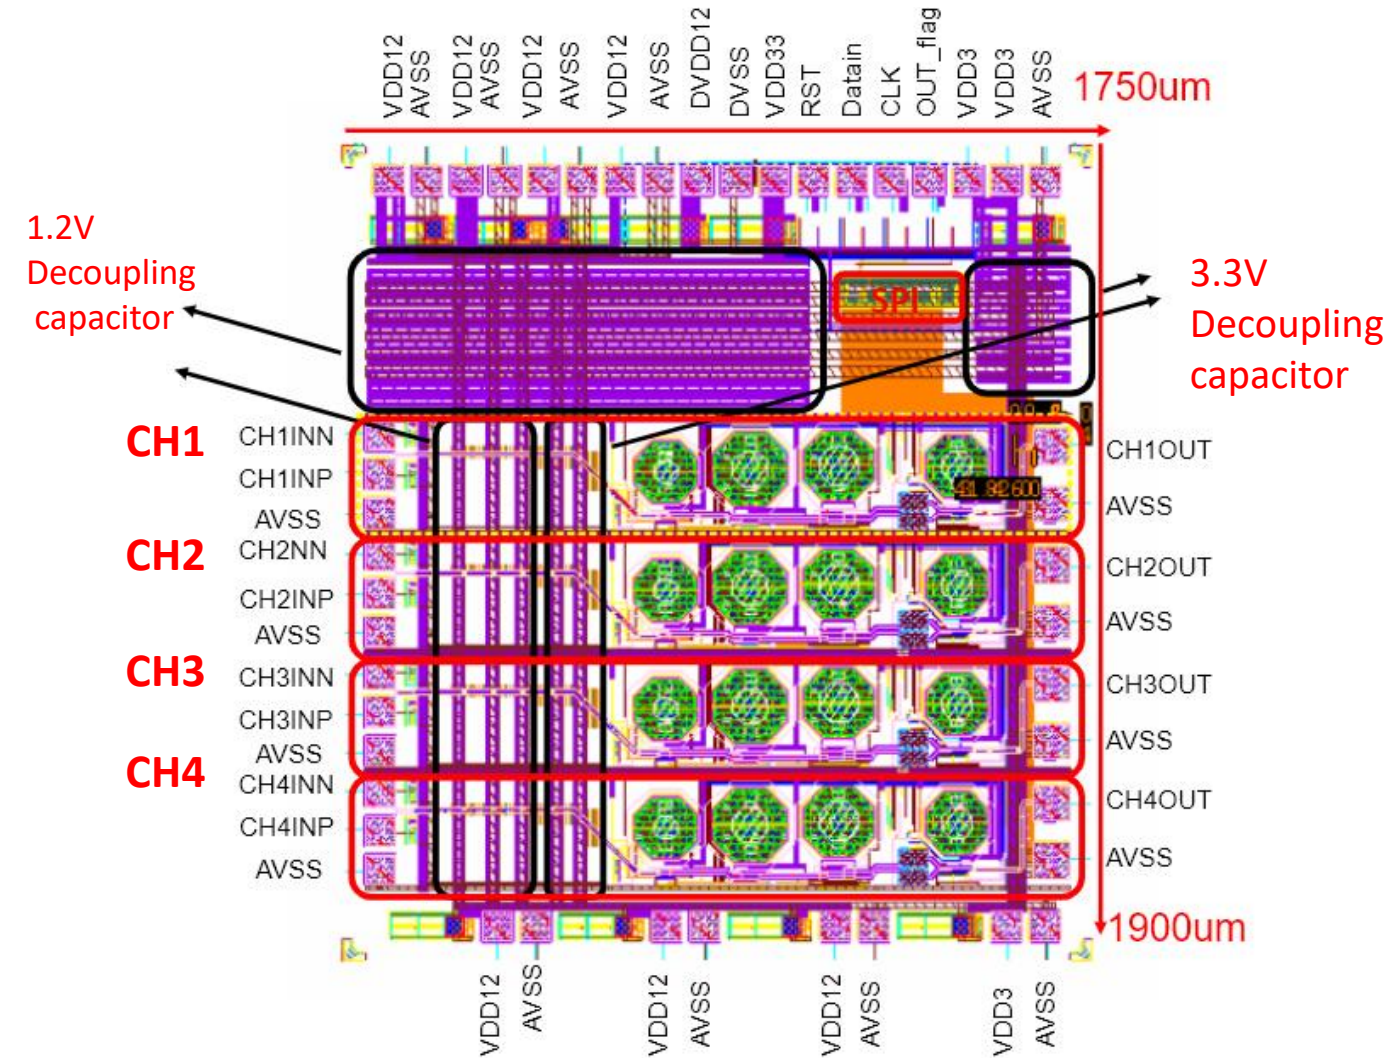 VDD12
AVSS
VDD12
AVSS
VDD12
AVSS
VDD12
AVSS
DVDD12
DVSS
VDD33
RST
Datain
CLK
OUT_flag
VDD3
VDD3
AVSS
1750um
1.2V
Decoupling
capacitor
3.3V
Decoupling
capacitor
SPI
CH1
CH1INN
CH1INP
AVSS
CH1OUT
AVSS
CH2
CH2NN
CH2INP
AVSS
CH2OUT
AVSS
CH3
CH3INN
CH3INP
AVSS
CH3OUT
AVSS
CH4
CH4INN
CH4INP
AVSS
CH4OUT
AVSS
1900um
VDD12
AVSS
VDD12
AVSS
VDD12
AVSS
VDD3
AVSS